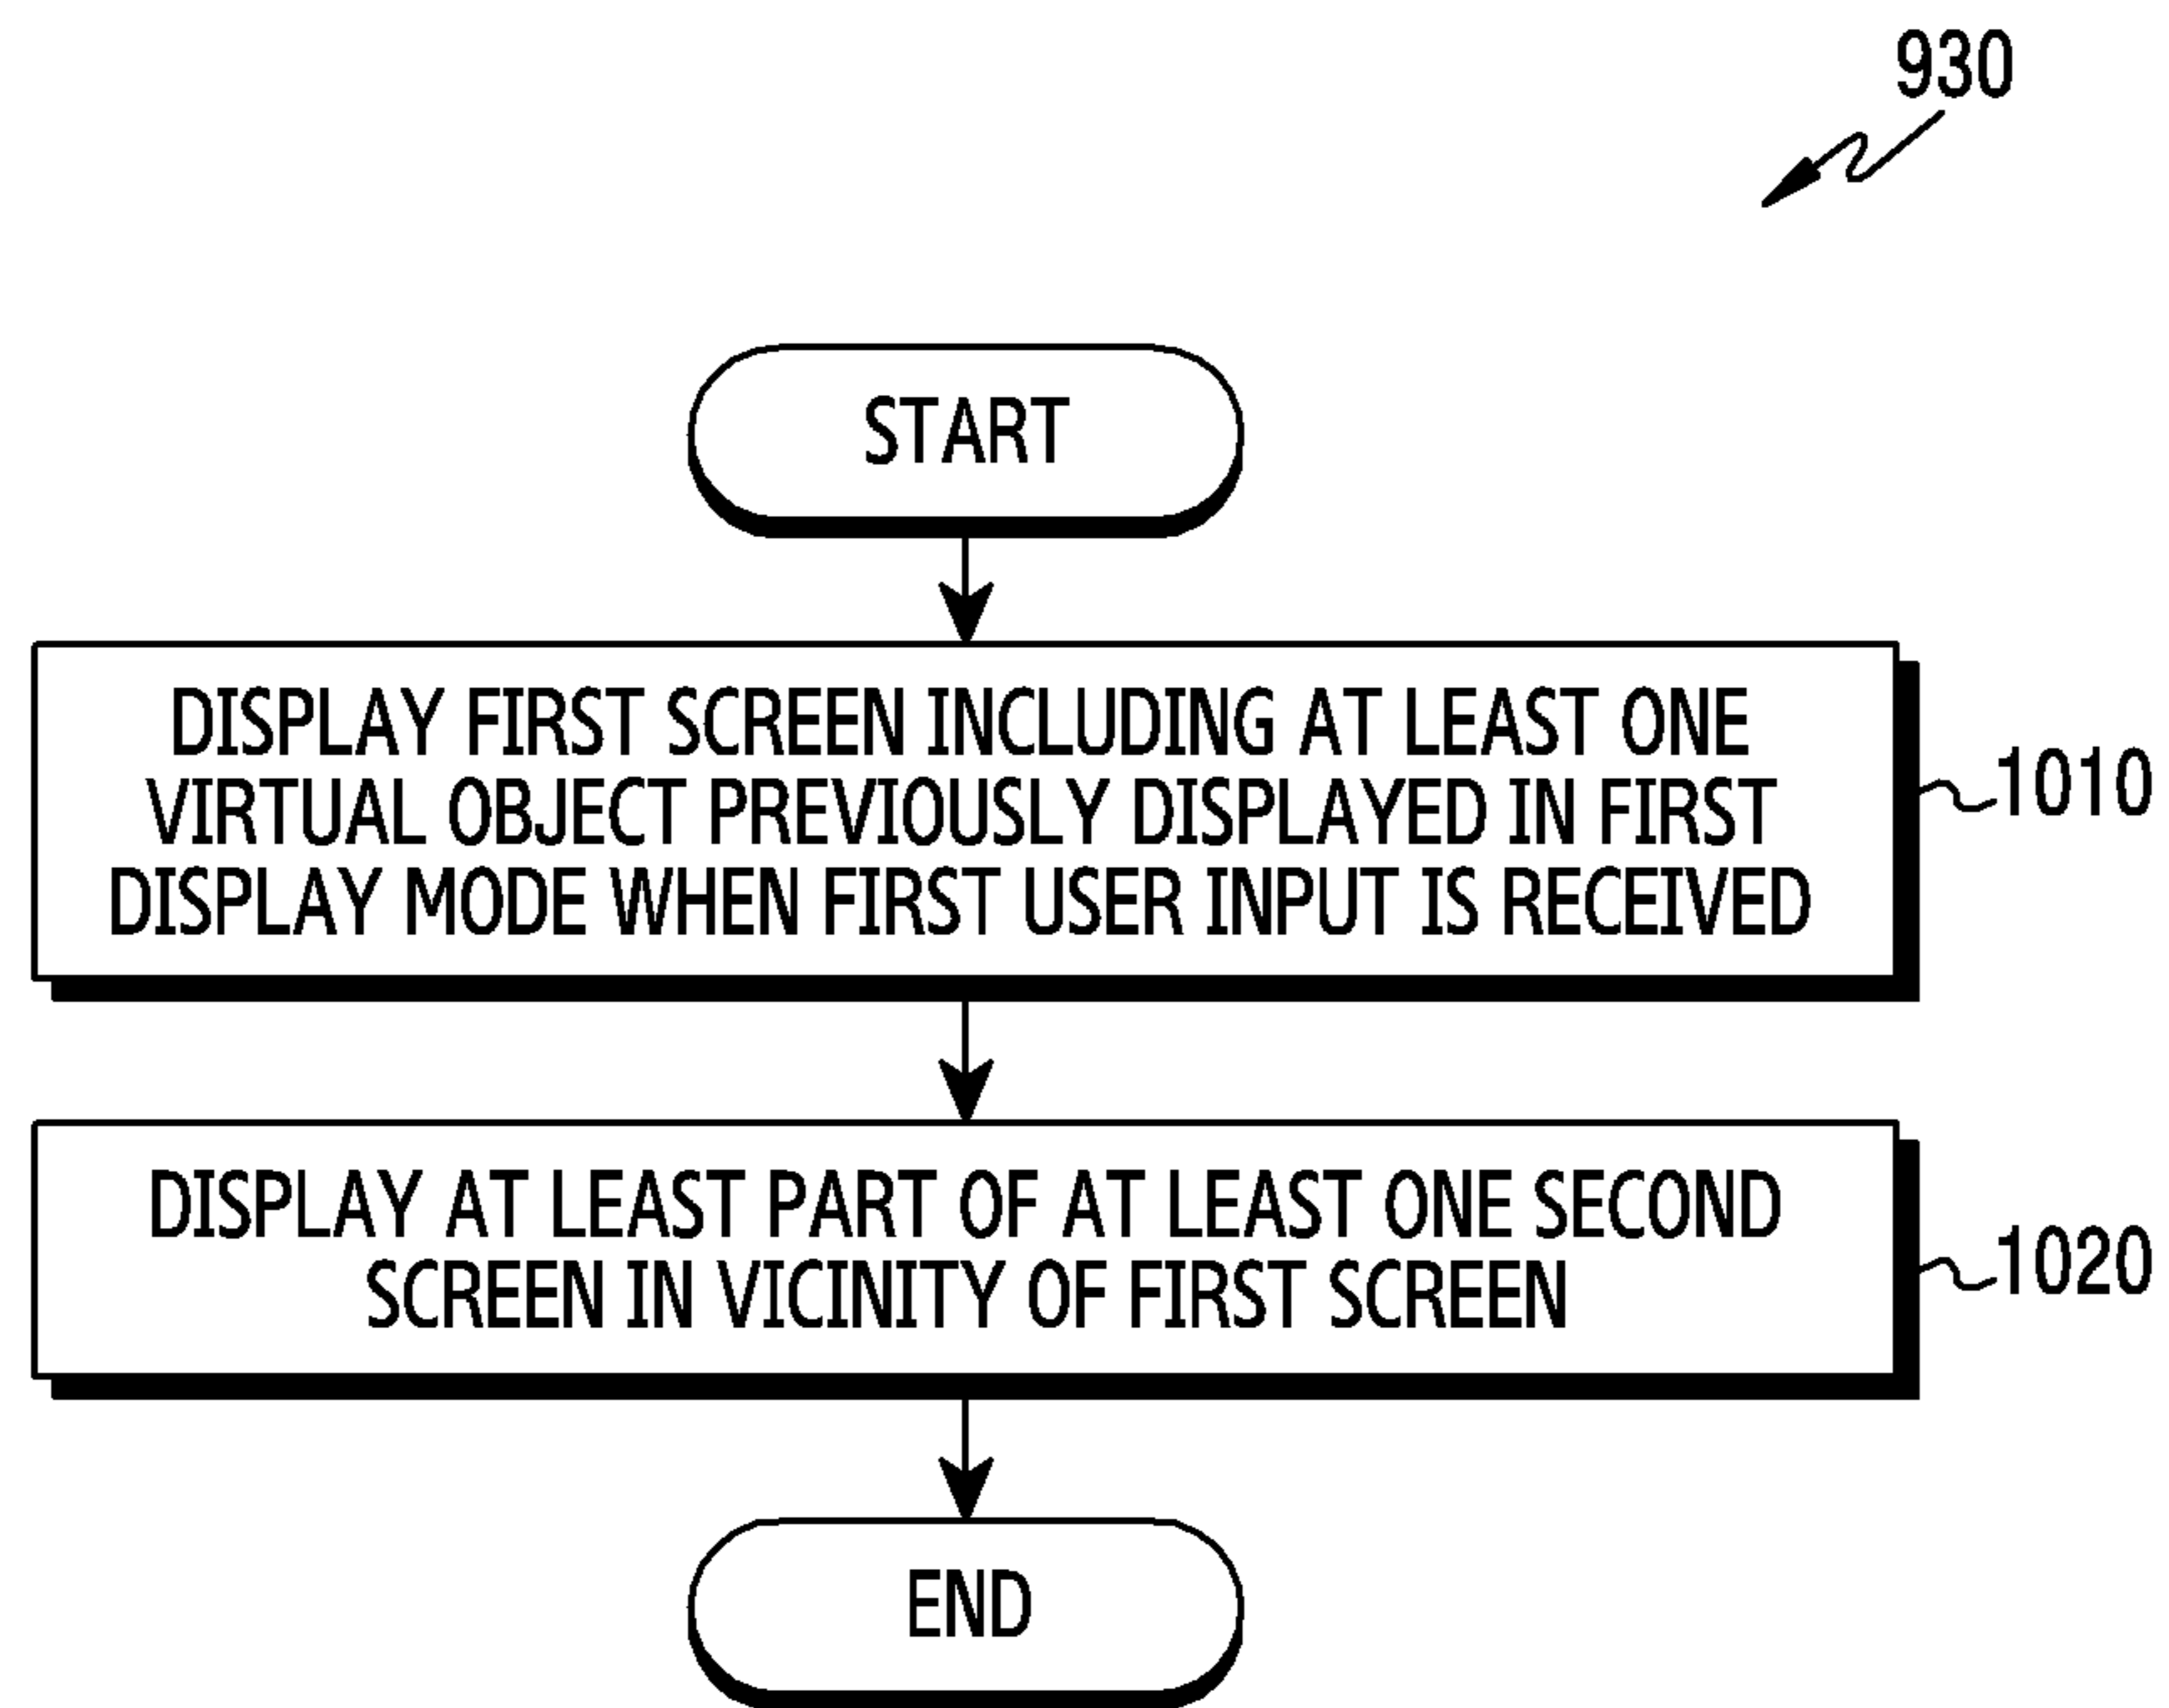 930
START
DISPLAY FIRST SCREEN INCLUDING AT LEAST ONE
VIRTUAL OBJECT PREVIOUSLY DISPLAYED IN FIRST
DISPLAY MODE WHEN FIRST USER INPUT IS RECEIVED
1010
DISPLAY AT LEAST PART OF AT LEAST ONE SECOND
SCREEN IN VICINITY OF FIRST SCREEN
1020
END